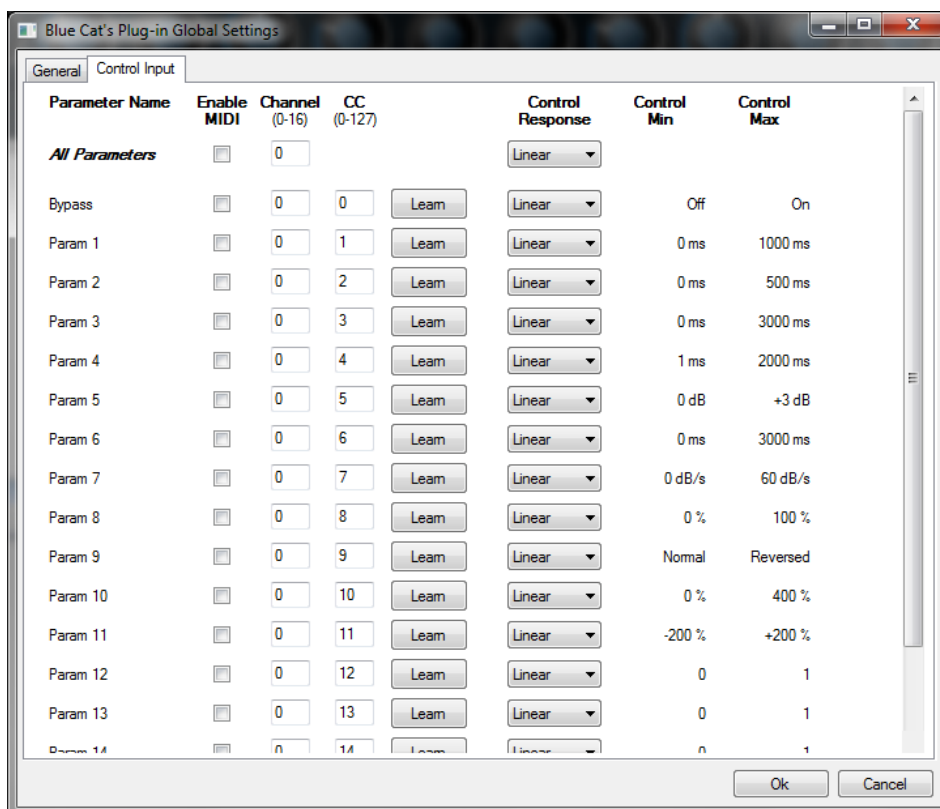 Blue Cat's Plug-in Global Settings
General Control Input
Parameter Name Enable MIDI Channel (0-16) CC (0-127) Control Response Control Min Control Max
All Parameters 0 Linear
Bypass 0 0 Learn Linear Off On
Param 1 0 1 Learn Linear 0 ms 1000 ms
Param 2 0 2 Learn Linear 0 ms 500 ms
Param 3 0 3 Learn Linear 0 ms 3000 ms
Param 4 0 4 Learn Linear 1 ms 2000 ms
Param 5 0 5 Learn Linear 0 dB +3 dB
Param 6 0 6 Learn Linear 0 ms 3000 ms
Param 7 0 7 Learn Linear 0 dB/s 60 dB/s
Param 8 0 8 Learn Linear 0 % 100 %
Param 9 0 9 Learn Linear Normal Reversed
Param 10 0 10 Learn Linear 0 % 400 %
Param 11 0 11 Learn Linear -200 % +200 %
Param 12 0 12 Learn Linear 0 1
Param 13 0 13 Learn Linear 0 1
Param 14 0 14 Learn Linear 0 1
Ok Cancel